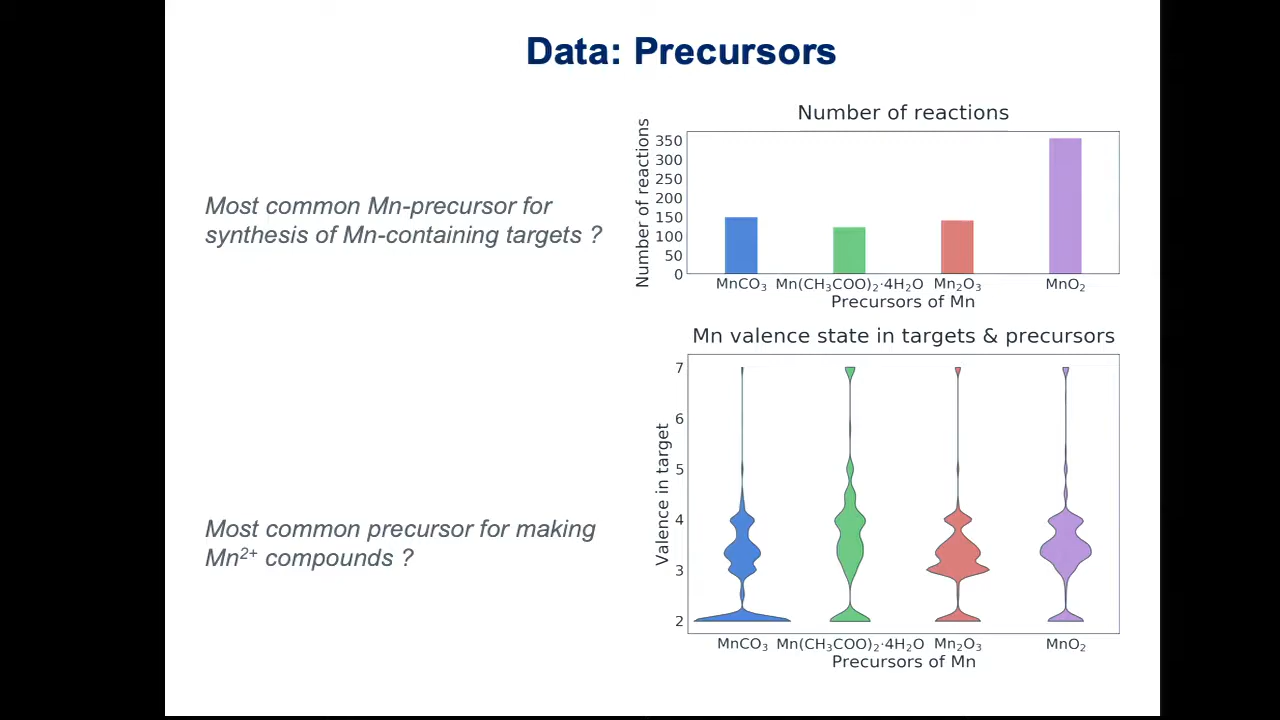 Data: Precursors
Most common Mn-precursor for
synthesis of Mn-containing targets ?
Number of reactions
Number of reactions
350
300
250
200
150
100
50
0
MnCO₃ Mn(CH₃COO)₂·4H₂O Mn₂O₃ MnO₂
Precursors of Mn
Most common precursor for making
Mn²⁺ compounds ?
Mn valence state in targets & precursors
Valence in target
7
6
5
4
3
2
MnCO₃ Mn(CH₃COO)₂·4H₂O Mn₂O₃ MnO₂
Precursors of Mn